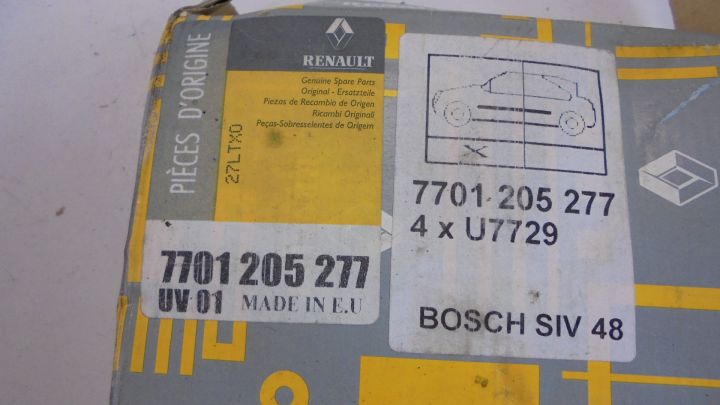 PIÈCES D'ORIGINE
27LTX0
RENAULT
Genuine Spare Parts
Original - Ersatzteile
Piezas de Recambio de Origen
Ricambi Originali
Peças-Sobresselentes de Origem
7701 205 277
UV 01 MADE IN E.U
X
7701 205 277
4 x U7729
BOSCH SIV 48